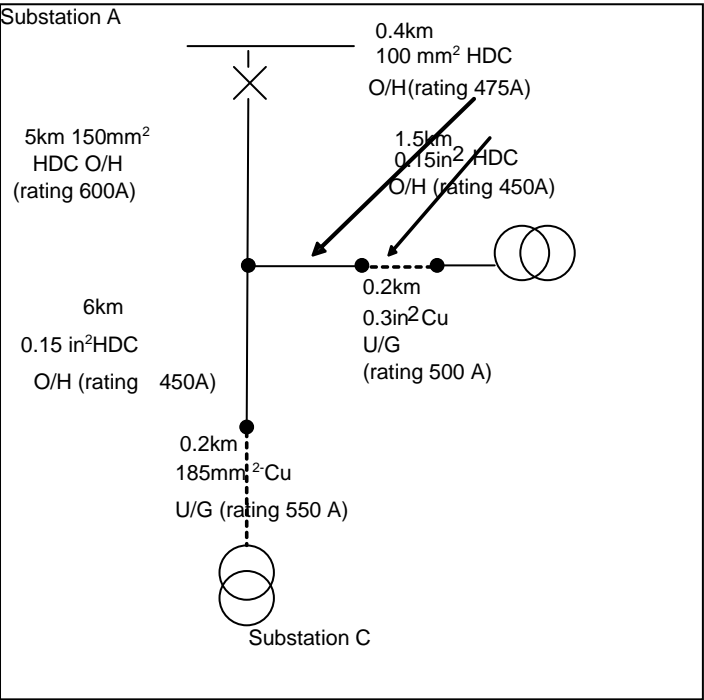 Substation A
0.4km
100 mm² HDC
O/H(rating 475A)
5km 150mm²
HDC O/H
(rating 600A)
1.5km
0.15in² HDC
O/H (rating 450A)
0.2km
0.3in² Cu
U/G
(rating 500 A)
6km
0.15 in²HDC
O/H (rating 450A)
0.2km
185mm ²⁻Cu
U/G (rating 550 A)
Substation C